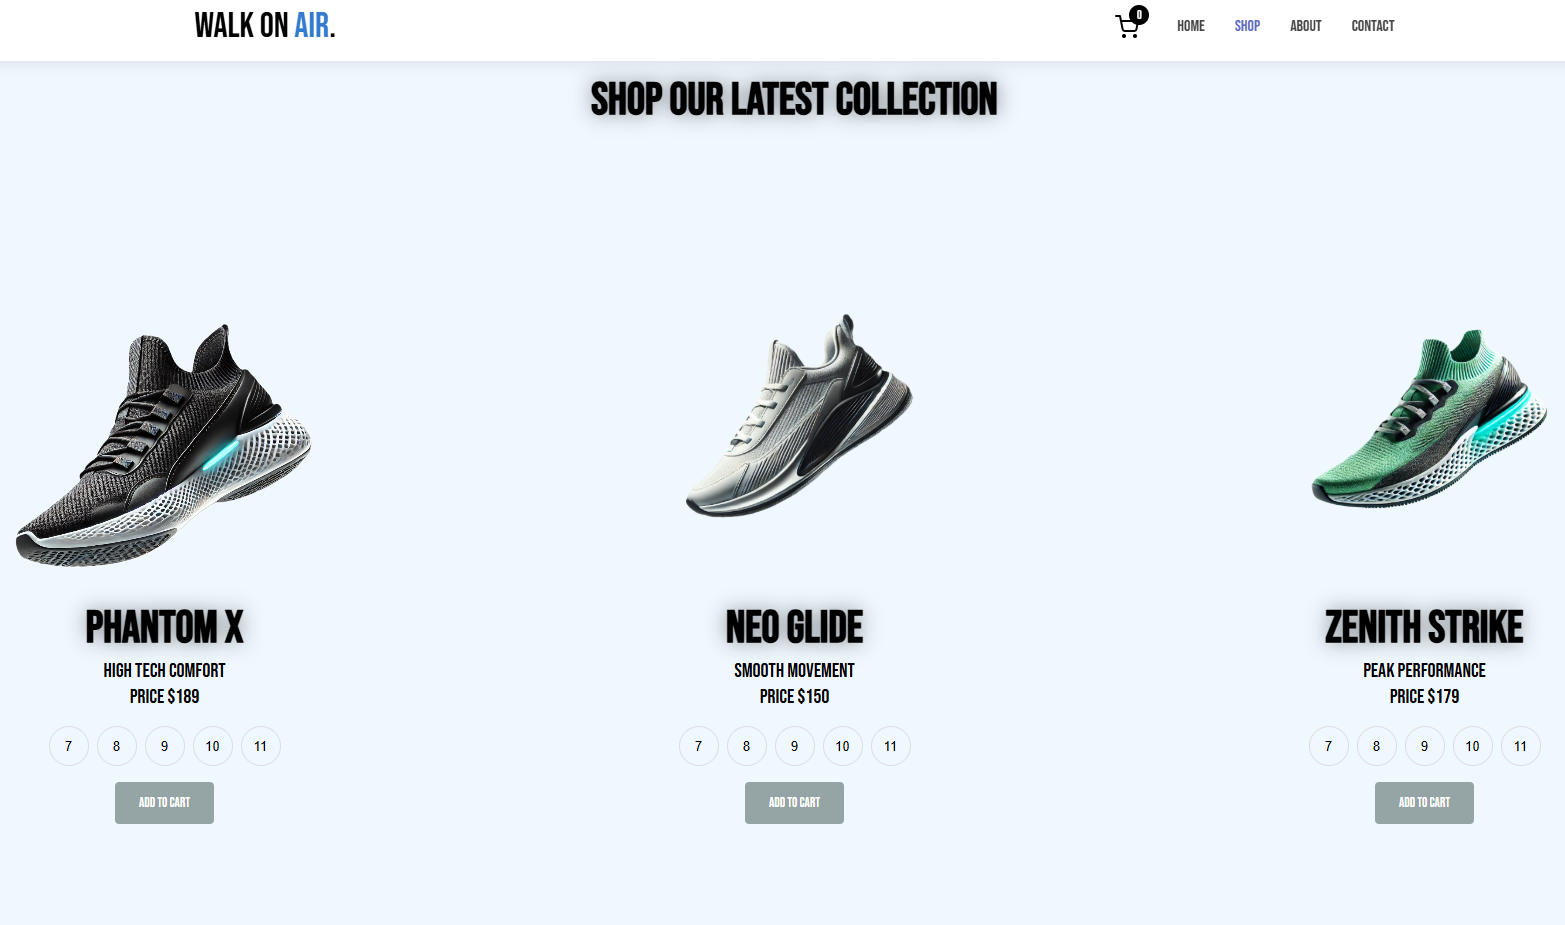 WALK ON AIR.
0
HOME SHOP ABOUT CONTACT
SHOP OUR LATEST COLLECTION
PHANTOM X
HIGH TECH COMFORT
PRICE $189
7 8 9 10 11
ADD TO CART
NEO GLIDE
SMOOTH MOVEMENT
PRICE $150
7 8 9 10 11
ADD TO CART
ZENITH STRIKE
PEAK PERFORMANCE
PRICE $179
7 8 9 10 11
ADD TO CART